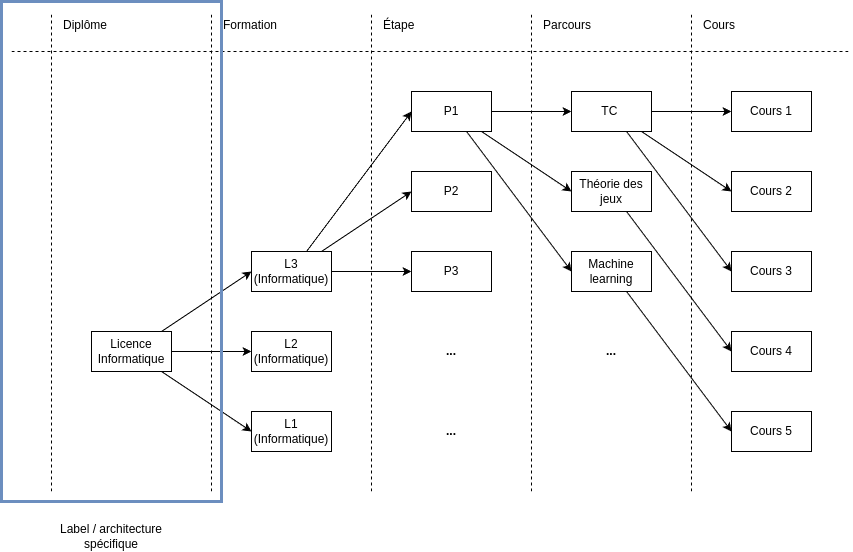 Diplôme
Formation
Étape
Parcours
Cours
P1
TC
Cours 1
P2
Théorie des
jeux
Cours 2
L3
(Informatique)
P3
Machine
learning
Cours 3
Licence
Informatique
L2
(Informatique)
...
...
Cours 4
L1
(Informatique)
...
Cours 5
Label / architecture
spécifique